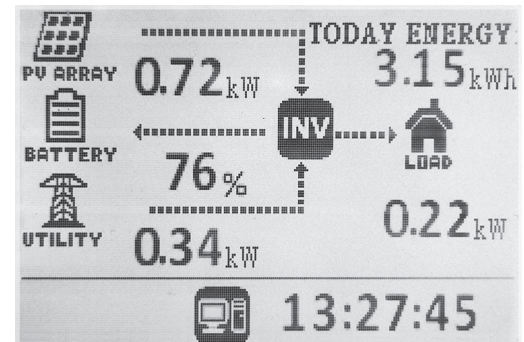 TODAY ENERGY:
PV ARRAY
0.72kW
3.15kWh
BATTERY
INV
LOAD
76%
UTILITY
0.34kW
0.22kW
13:27:45